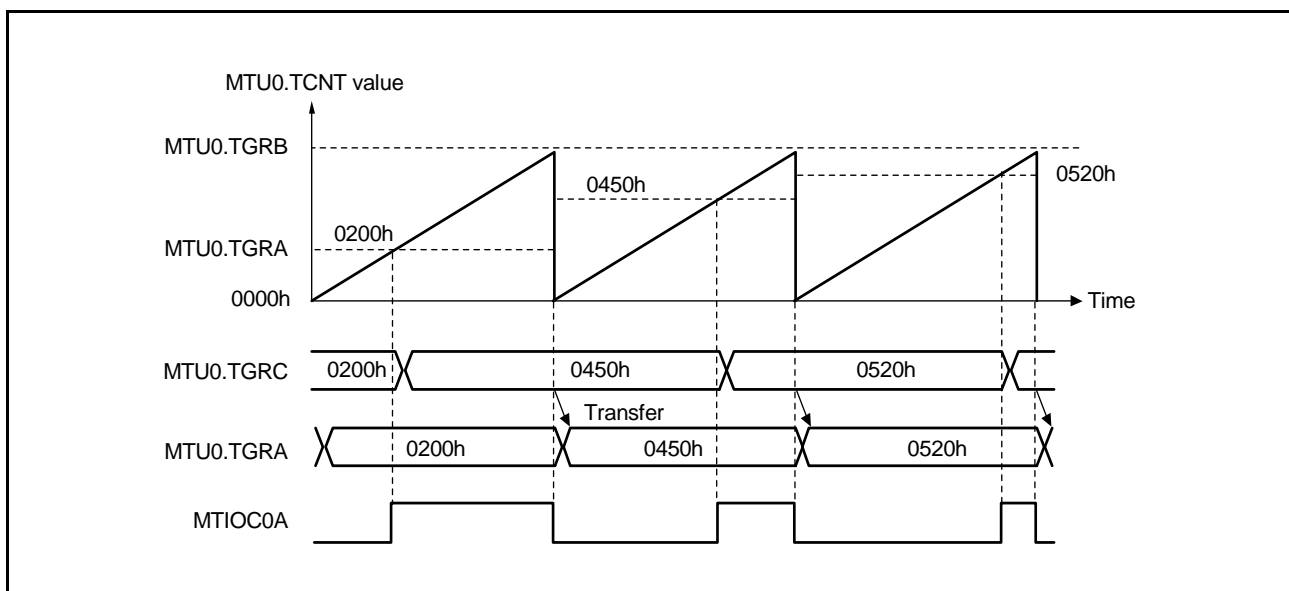 MTU0.TCNT value
MTU0.TGRB
0520h
0450h
0200h
MTU0.TGRA
0000h
Time
MTU0.TGRC 0200h 0450h 0520h
Transfer
MTU0.TGRA 0200h 0450h 0520h
MTIOC0A